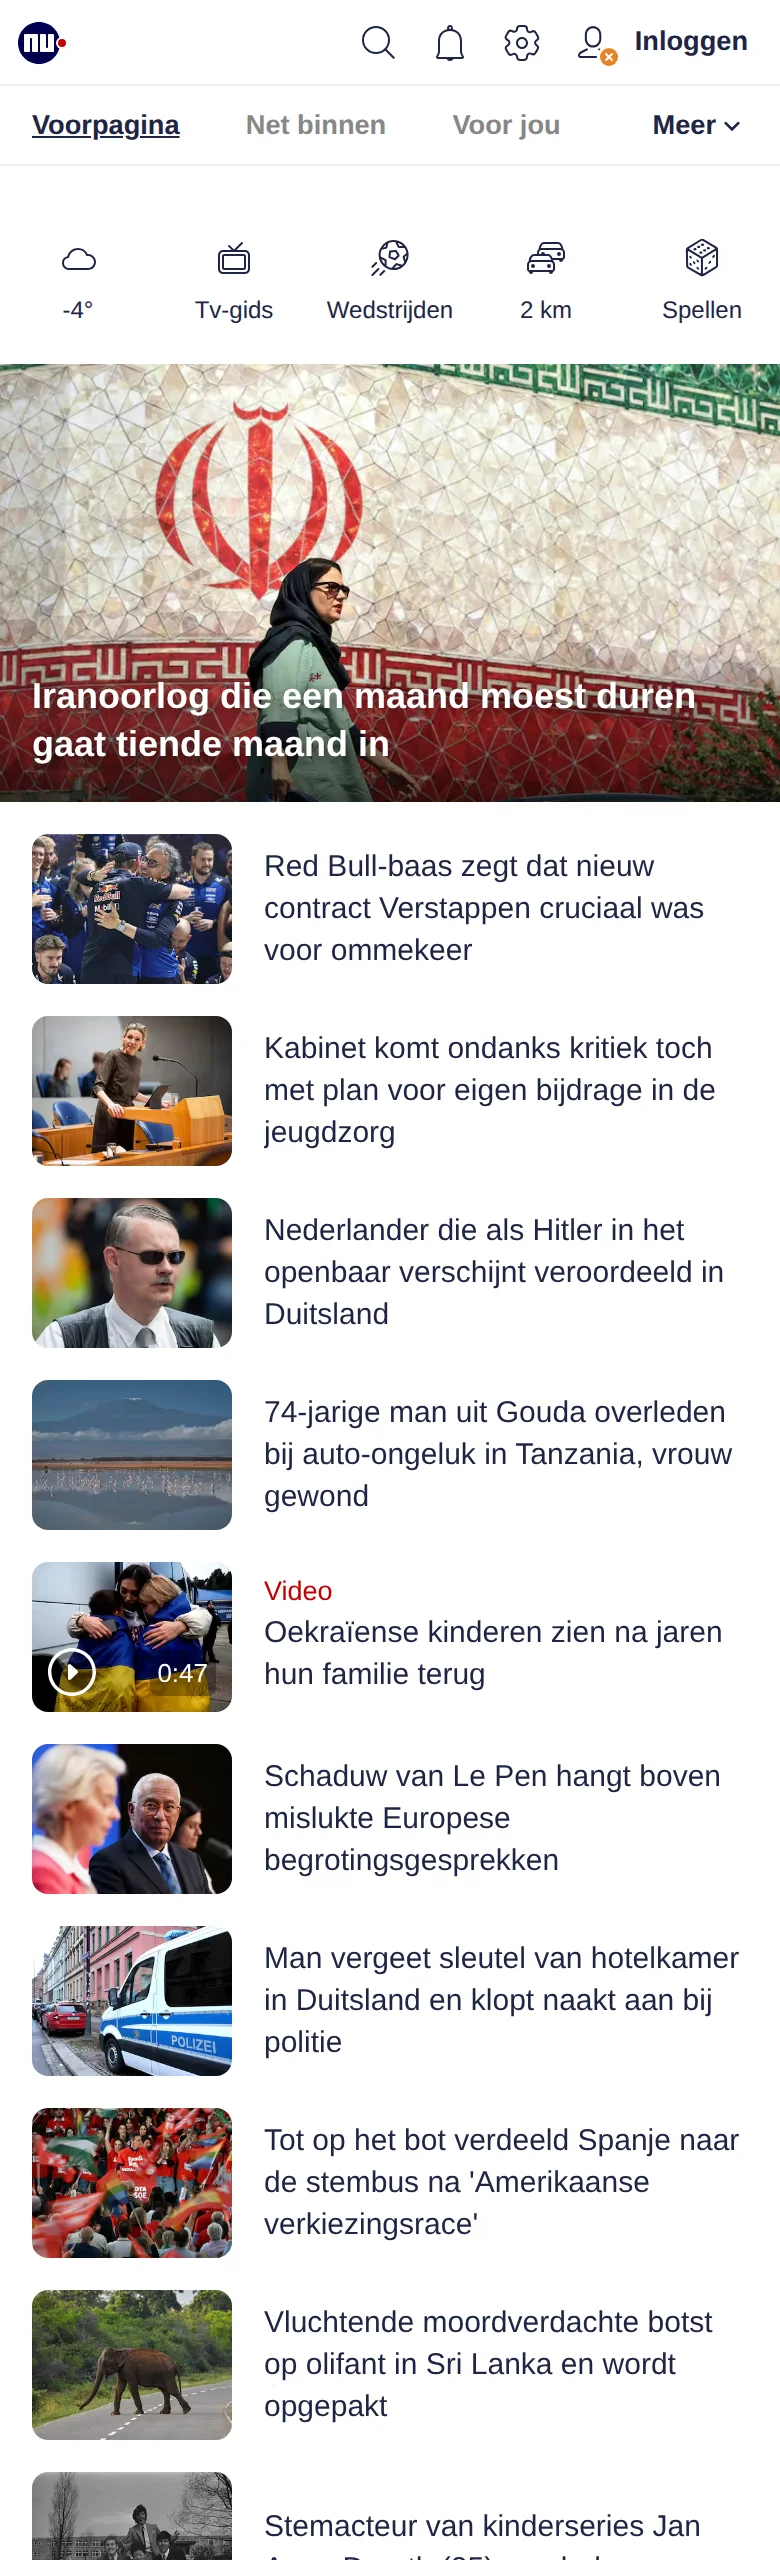 nu
Inloggen
Voorpagina Net binnen Voor jou Meer
-4° Tv-gids Wedstrijden 2 km Spellen
Iranoorlog die een maand moest duren
gaat tiende maand in
Red Bull-baas zegt dat nieuw
contract Verstappen cruciaal was
voor ommekeer
Kabinet komt ondanks kritiek toch
met plan voor eigen bijdrage in de
jeugdzorg
Nederlander die als Hitler in het
openbaar verschijnt veroordeeld in
Duitsland
74-jarige man uit Gouda overleden
bij auto-ongeluk in Tanzania, vrouw
gewond
Video
0:47
Oekraïense kinderen zien na jaren
hun familie terug
Schaduw van Le Pen hangt boven
mislukte Europese
begrotingsgesprekken
POLIZEI
Man vergeet sleutel van hotelkamer
in Duitsland en klopt naakt aan bij
politie
Tot op het bot verdeeld Spanje naar
de stembus na 'Amerikaanse
verkiezingsrace'
Vluchtende moordverdachte botst
op olifant in Sri Lanka en wordt
opgepakt
Stemacteur van kinderseries Jan